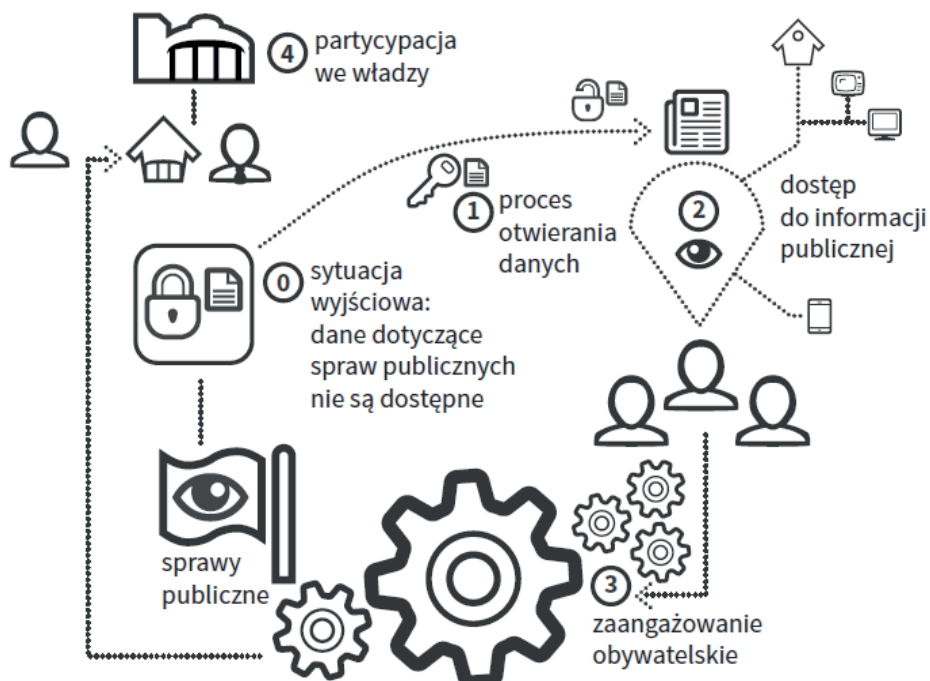 4
partycypacja
we władzy
1
proces
otwierania
danych
2
dostęp
do informacji
publicznej
0
sytuacja
wyjściowa:
dane dotyczące
spraw publicznych
nie są dostępne
sprawy
publiczne
3
zaangażowanie
obywatelskie